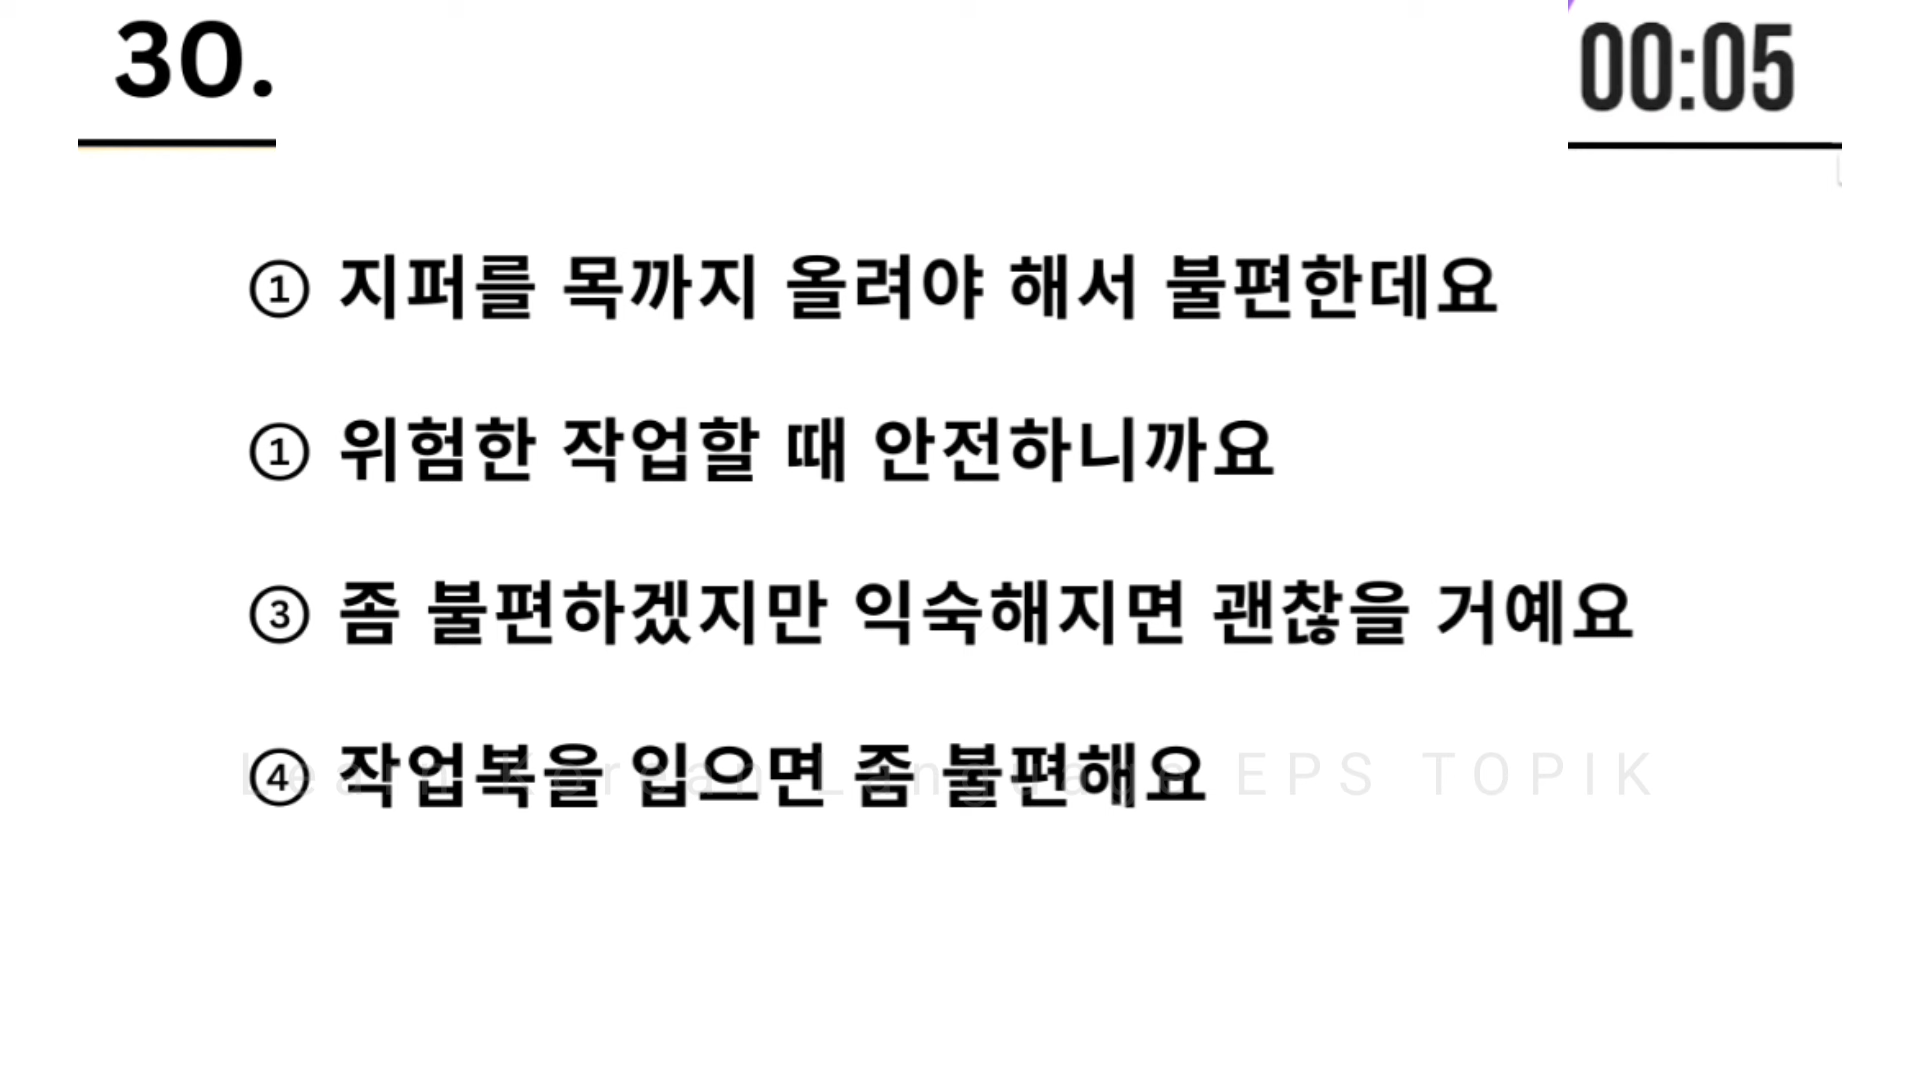 30.
00:05
① 지퍼를 목까지 올려야 해서 불편한데요
① 위험한 작업할 때 안전하니까요
③ 좀 불편하겠지만 익숙해지면 괜찮을 거예요
④ 작업복을 입으면 좀 불편해요
Learn Korean Language EPS TOPIK